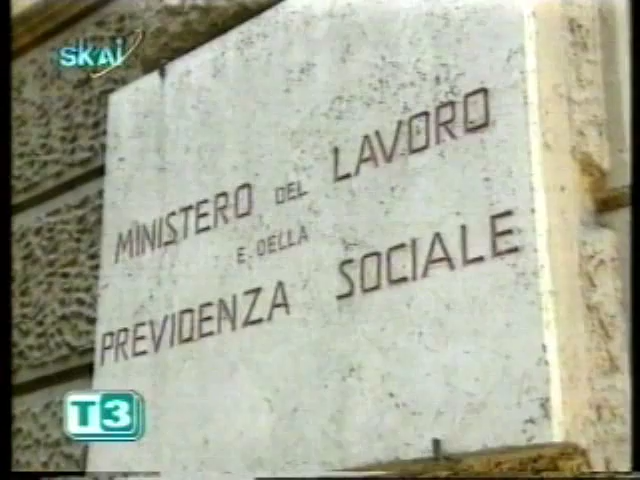 SKAI
MINISTERO DEL LAVORO
E DELLA
PREVIDENZA SOCIALE
T3